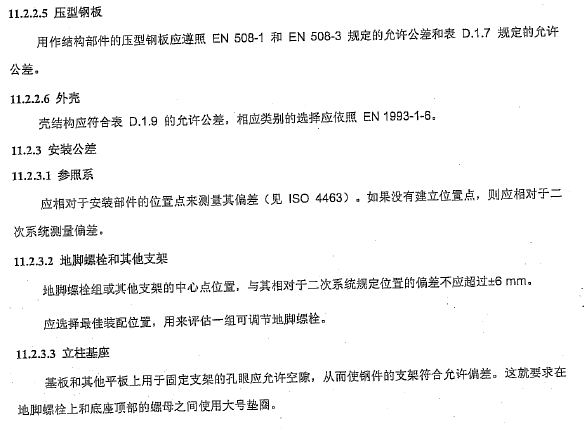 11.2.2.5 压型钢板
用作结构部件的压型钢板应遵照 EN 508-1 和 EN 508-3 规定的允许公差和表 D.1.7 规定的允许
公差。
11.2.2.6 外壳
壳结构应符合表 D.1.9 的允许公差，相应类别的选择应依照 EN 1993-1-6。
11.2.3 安装公差
11.2.3.1 参照系
应相对于安装部件的位置点来测量其偏差（见 ISO 4463）。如果没有建立位置点，则应相对于二
次系统测量偏差。
11.2.3.2 地脚螺栓和其他支架
地脚螺栓组或其他支架的中心点位置，与其相对于二次系统规定位置的偏差不应超过±6 mm。
应选择最佳装配位置，用来评估一组可调节地脚螺栓。
11.2.3.3 立柱基座
基板和其他平板上用于固定支架的孔眼应允许空隙，从而使钢件的支架符合允许偏差。这就要求在
地脚螺栓上和底座顶部的螺母之间使用大号垫圈。